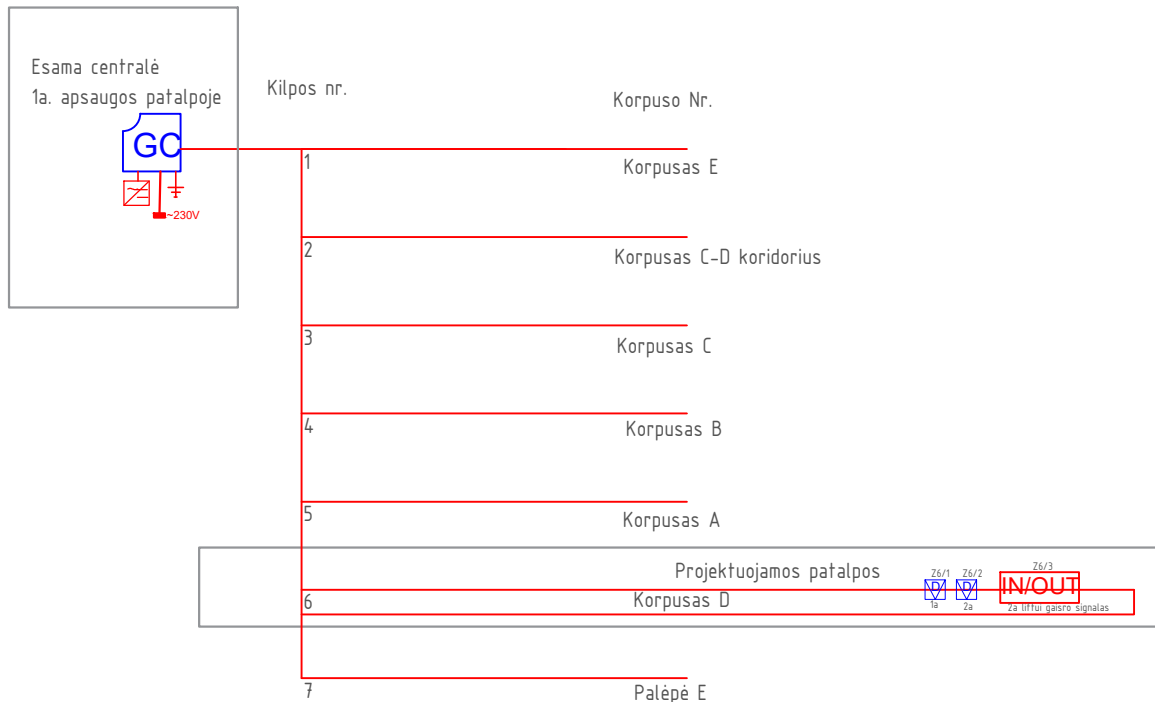 Esama centralė
1a. apsaugos patalpoje
GC
~230V
Kilpos nr.
Korpuso Nr.
1
Korpusas E
2
Korpusas C-D koridorius
3
Korpusas C
4
Korpusas B
5
Korpusas A
Projektuojamos patalpos
6
Korpusas D
Z6/1
D
1a
Z6/2
D
2a
Z6/3
IN/OUT
2a liftui gaisro signalas
7
Palėpė E